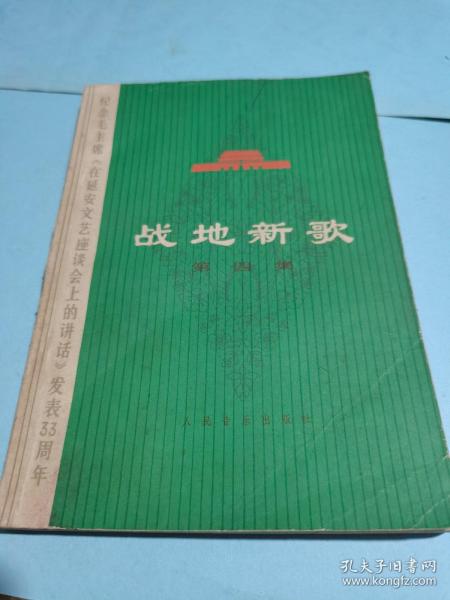 纪念毛主席《在延安文艺座谈会上的讲话》发表33周年
战地新歌
第四集
人民音乐出版社
孔夫子旧书网
www.kongfz.com